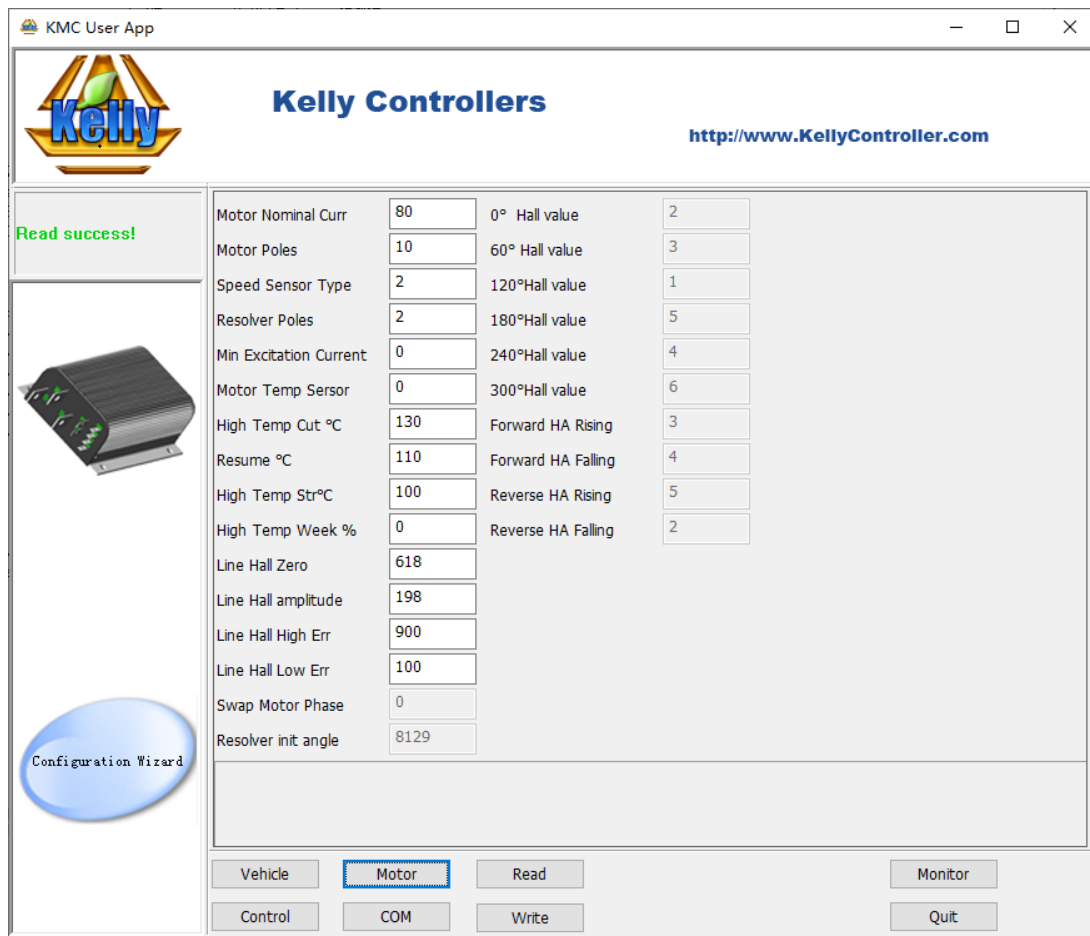 KMC User App
Kelly
Kelly Controllers
http://www.KellyController.com
Read success!
Configuration Wizard
Motor Nominal Curr 80 0° Hall value 2
Motor Poles 10 60° Hall value 3
Speed Sensor Type 2 120°Hall value 1
Resolver Poles 2 180°Hall value 5
Min Excitation Current 0 240°Hall value 4
Motor Temp Sersor 0 300°Hall value 6
High Temp Cut ℃ 130 Forward HA Rising 3
Resume ℃ 110 Forward HA Falling 4
High Temp Str℃ 100 Reverse HA Rising 5
High Temp Week % 0 Reverse HA Falling 2
Line Hall Zero 618
Line Hall amplitude 198
Line Hall High Err 900
Line Hall Low Err 100
Swap Motor Phase 0
Resolver init angle 8129
Vehicle Motor Read Monitor
Control COM Write Quit